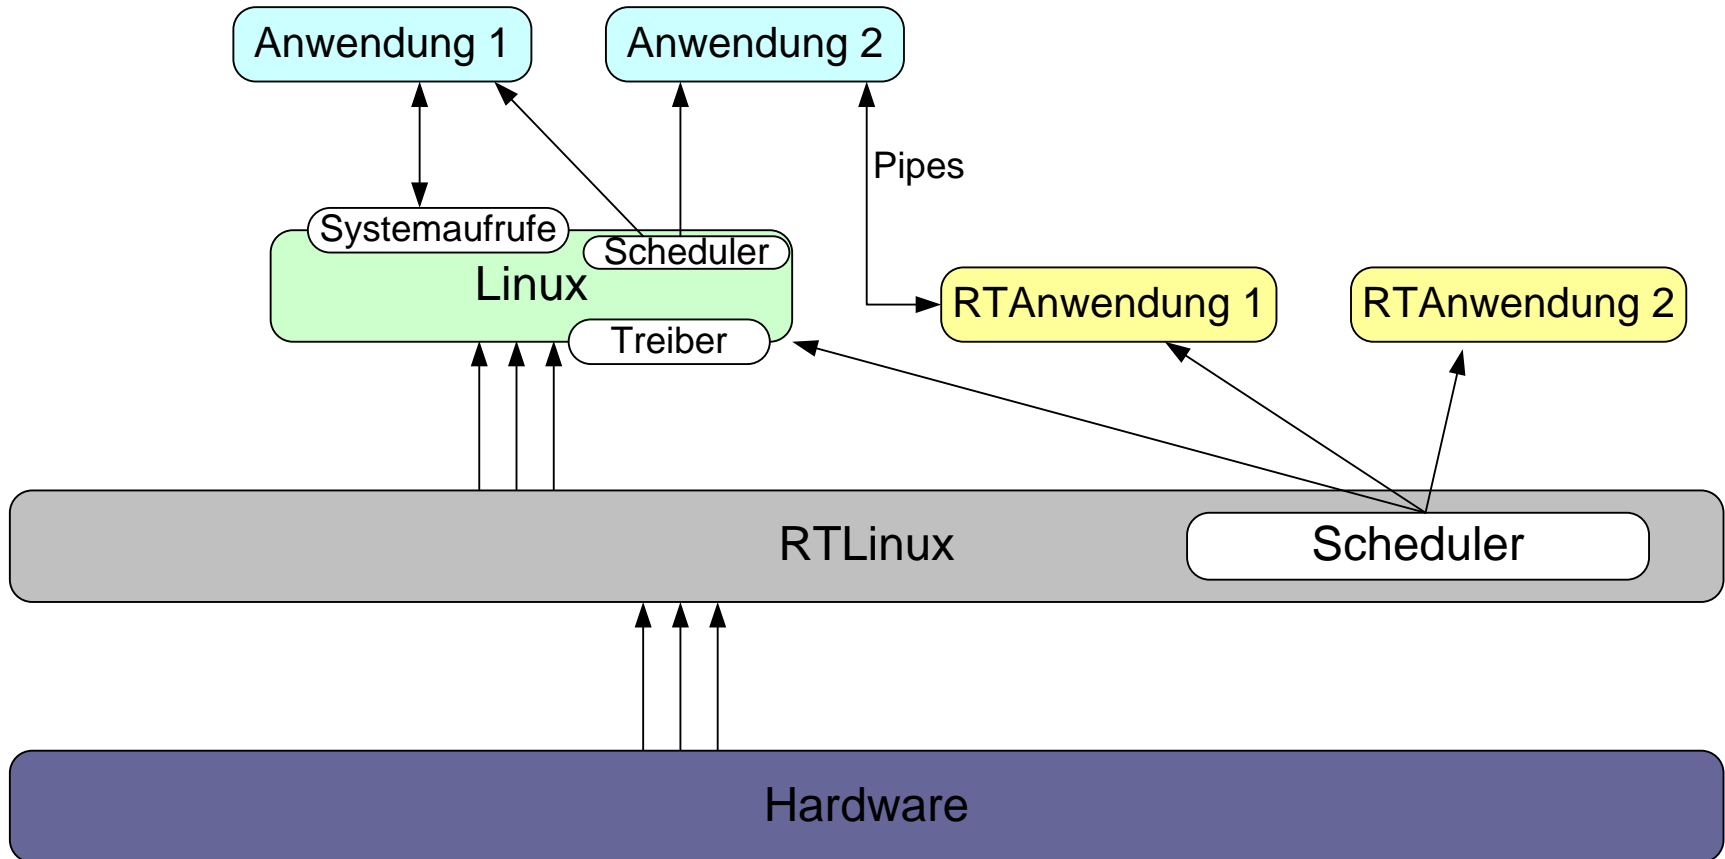 Anwendung 1
Anwendung 2
Pipes
Systemaufrufe
Scheduler
Linux
RTAnwendung 1
RTAnwendung 2
Treiber
RTLinux
Scheduler
Hardware